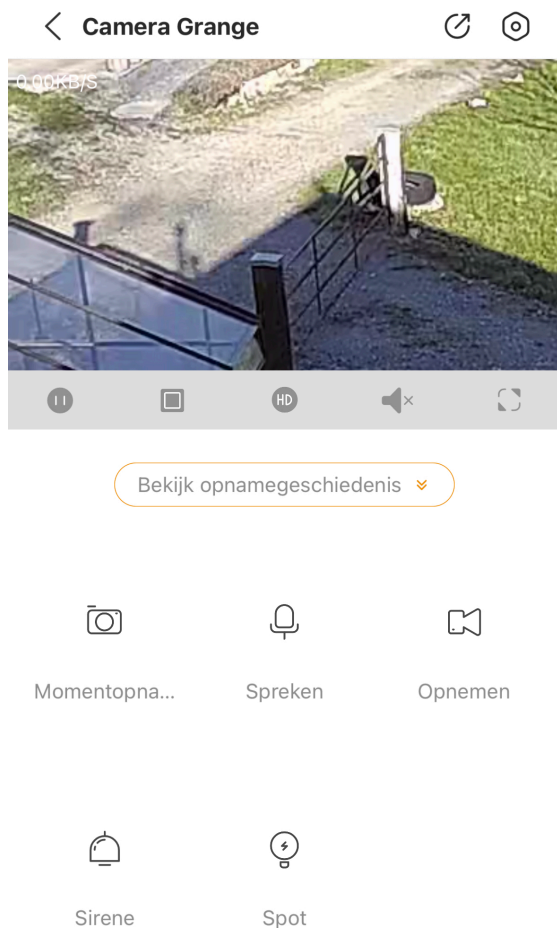 Camera Grange
0.00KB/S
HD
Bekijk opnamegeschiedenis
Momentopna...
Spreken
Opnemen
Sirene
Spot